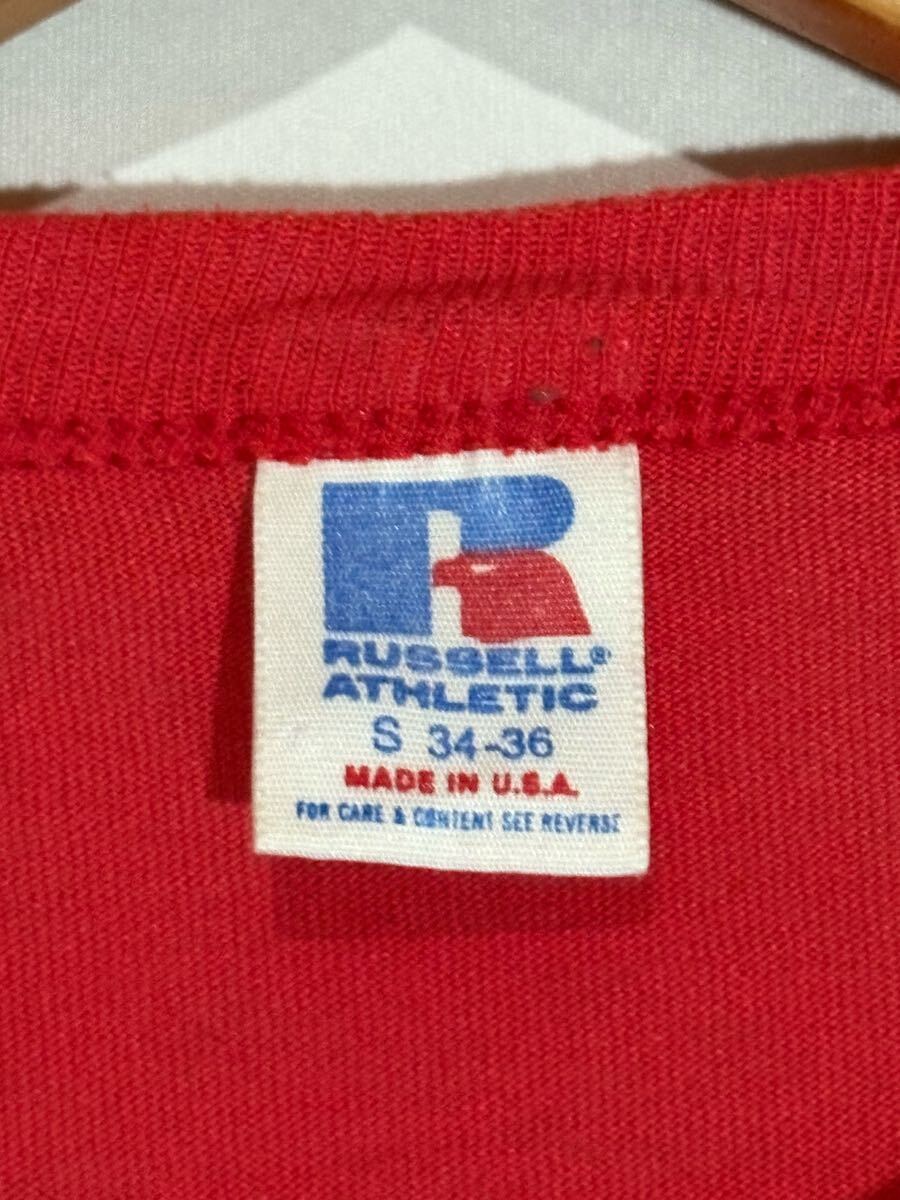 RUSSELL®
ATHLETIC
S 34-36
MADE IN U.S.A.
FOR CARE & CONTENT SEE REVERSE